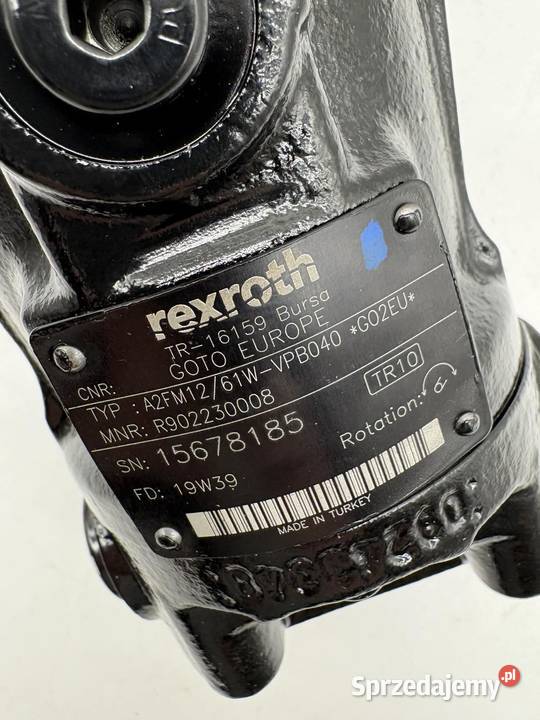 rexroth
TR-16159 Bursa
CNR: GOTO EUROPE
TYP : A2FM12/61W-VPB040 *GO2EU*
MNR: R902230008
TR10
SN: 15678185
Rotation:
FD: 19W39
MADE IN TURKEY
Sprzedajemy.pl